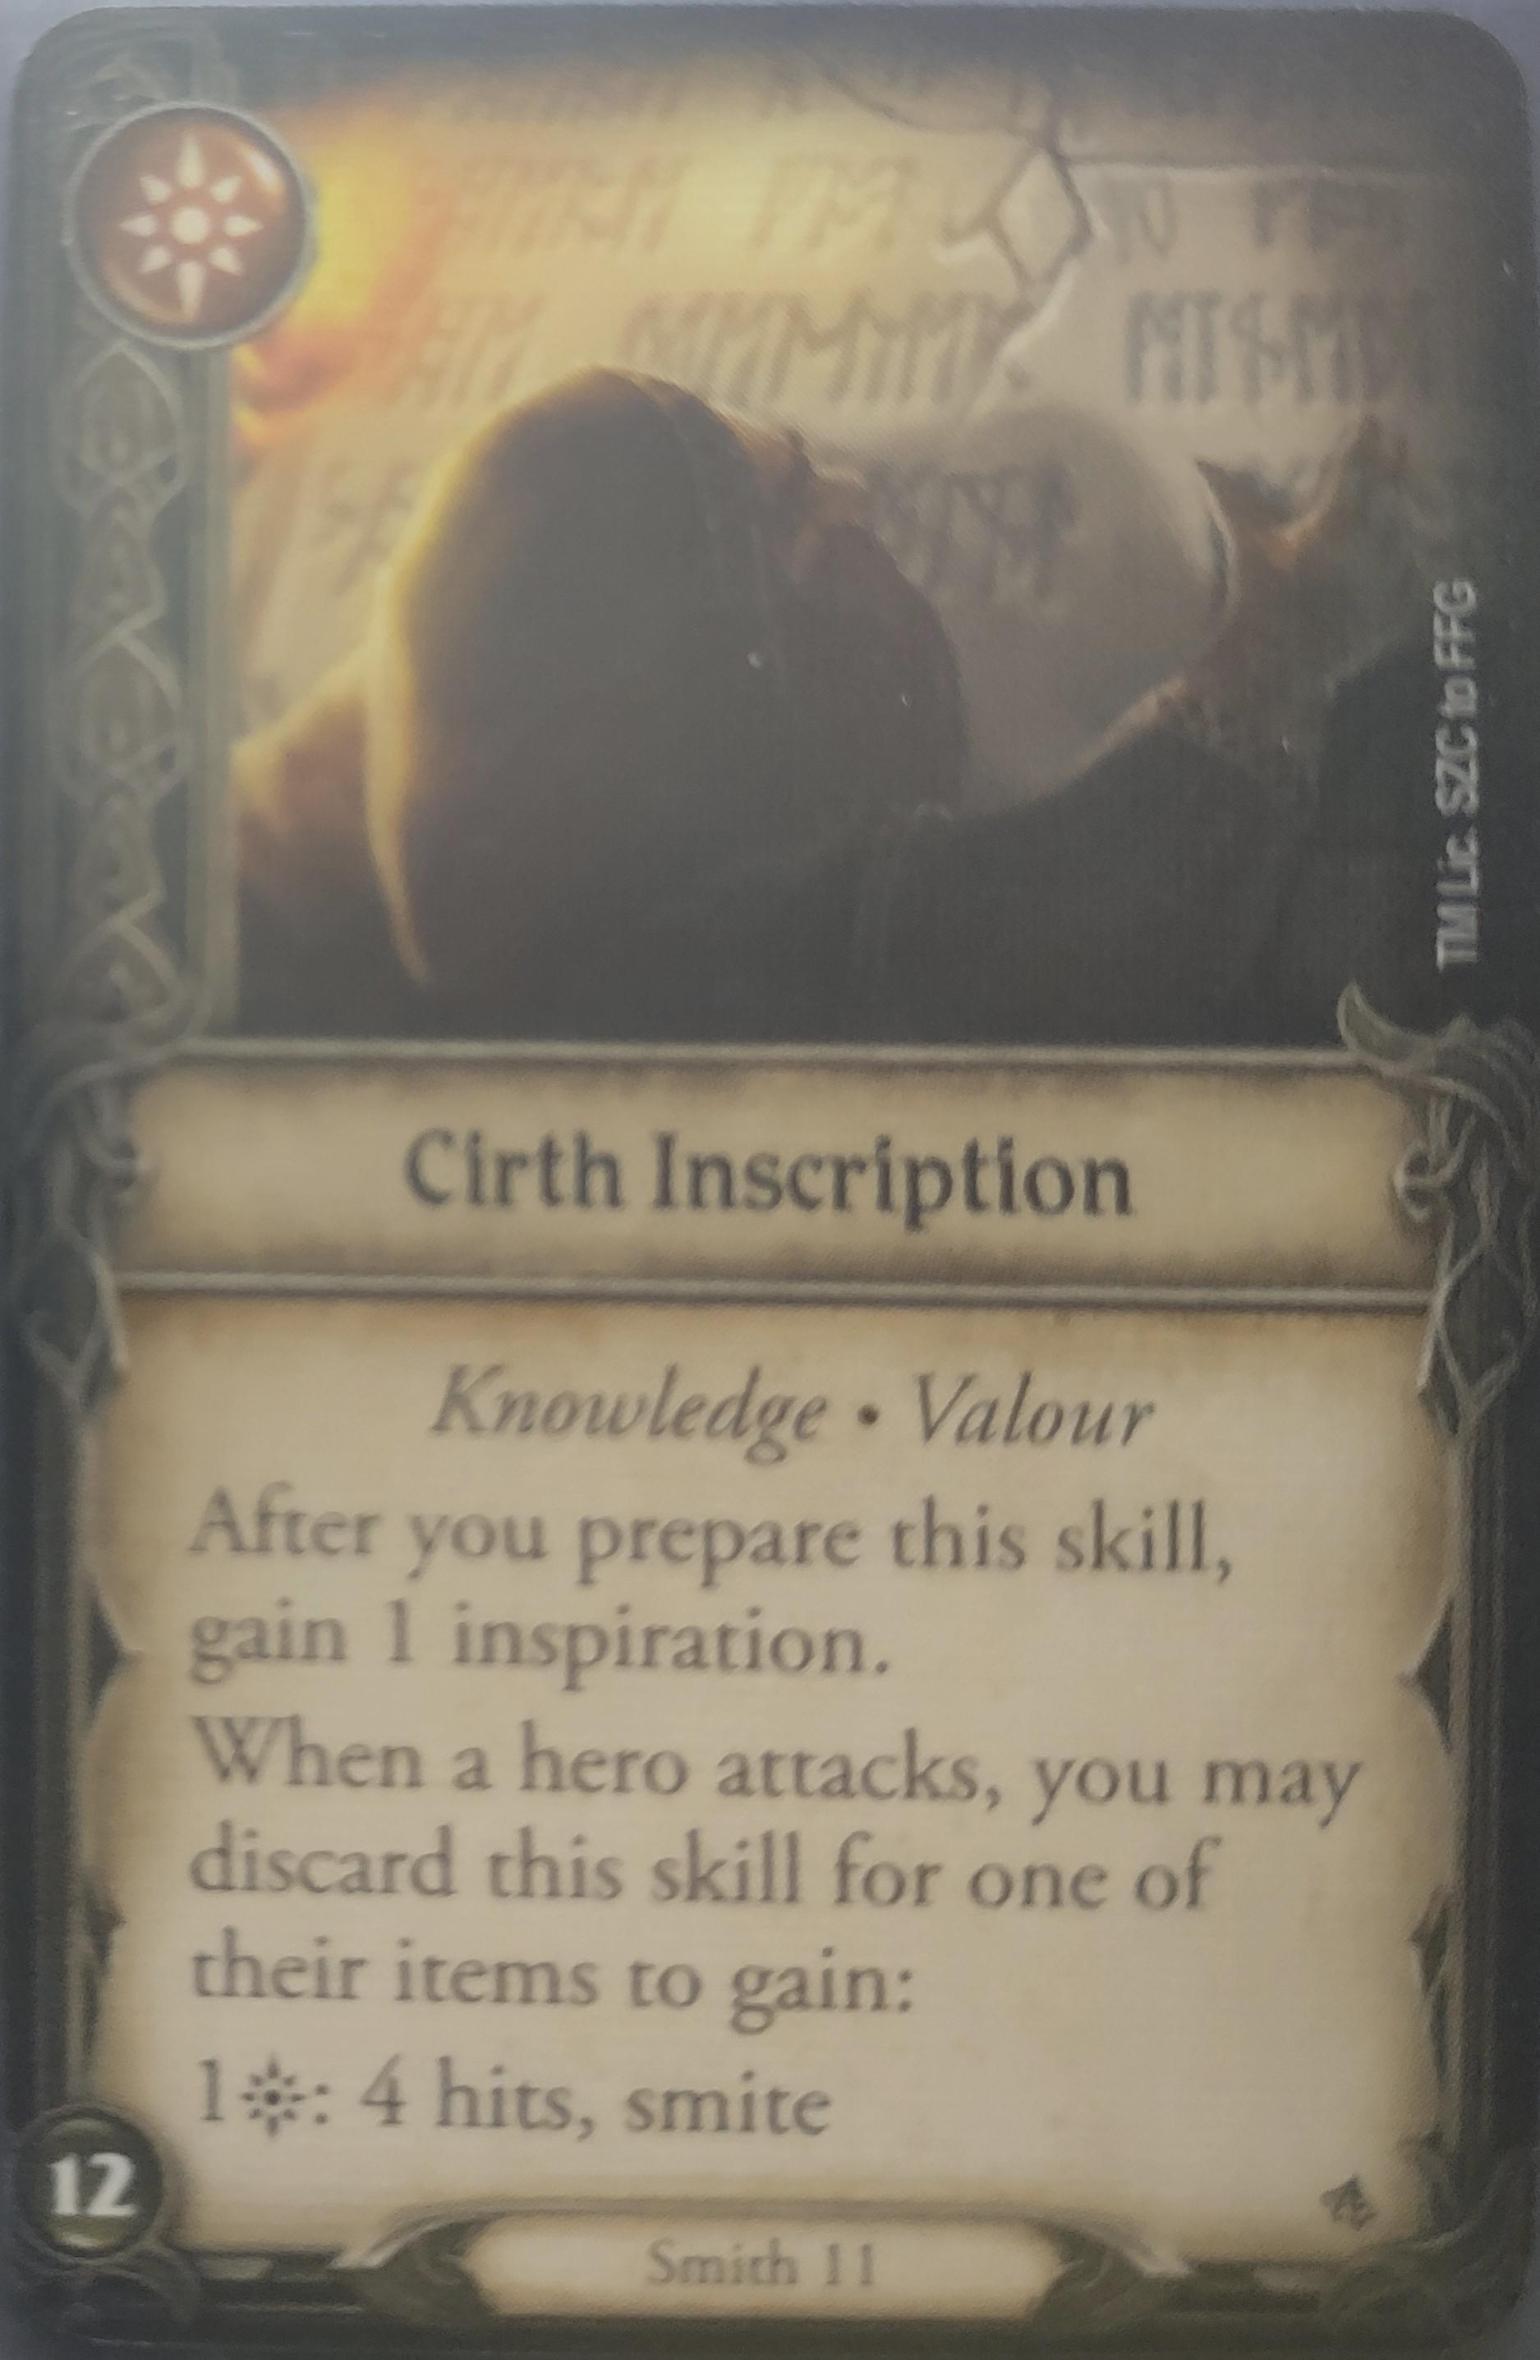 TM Lic. SZC to FFG
Cirth Inscription
Knowledge • Valour
After you prepare this skill,
gain 1 inspiration.
When a hero attacks, you may
discard this skill for one of
their items to gain:
1☀: 4 hits, smite
12
Smith 11